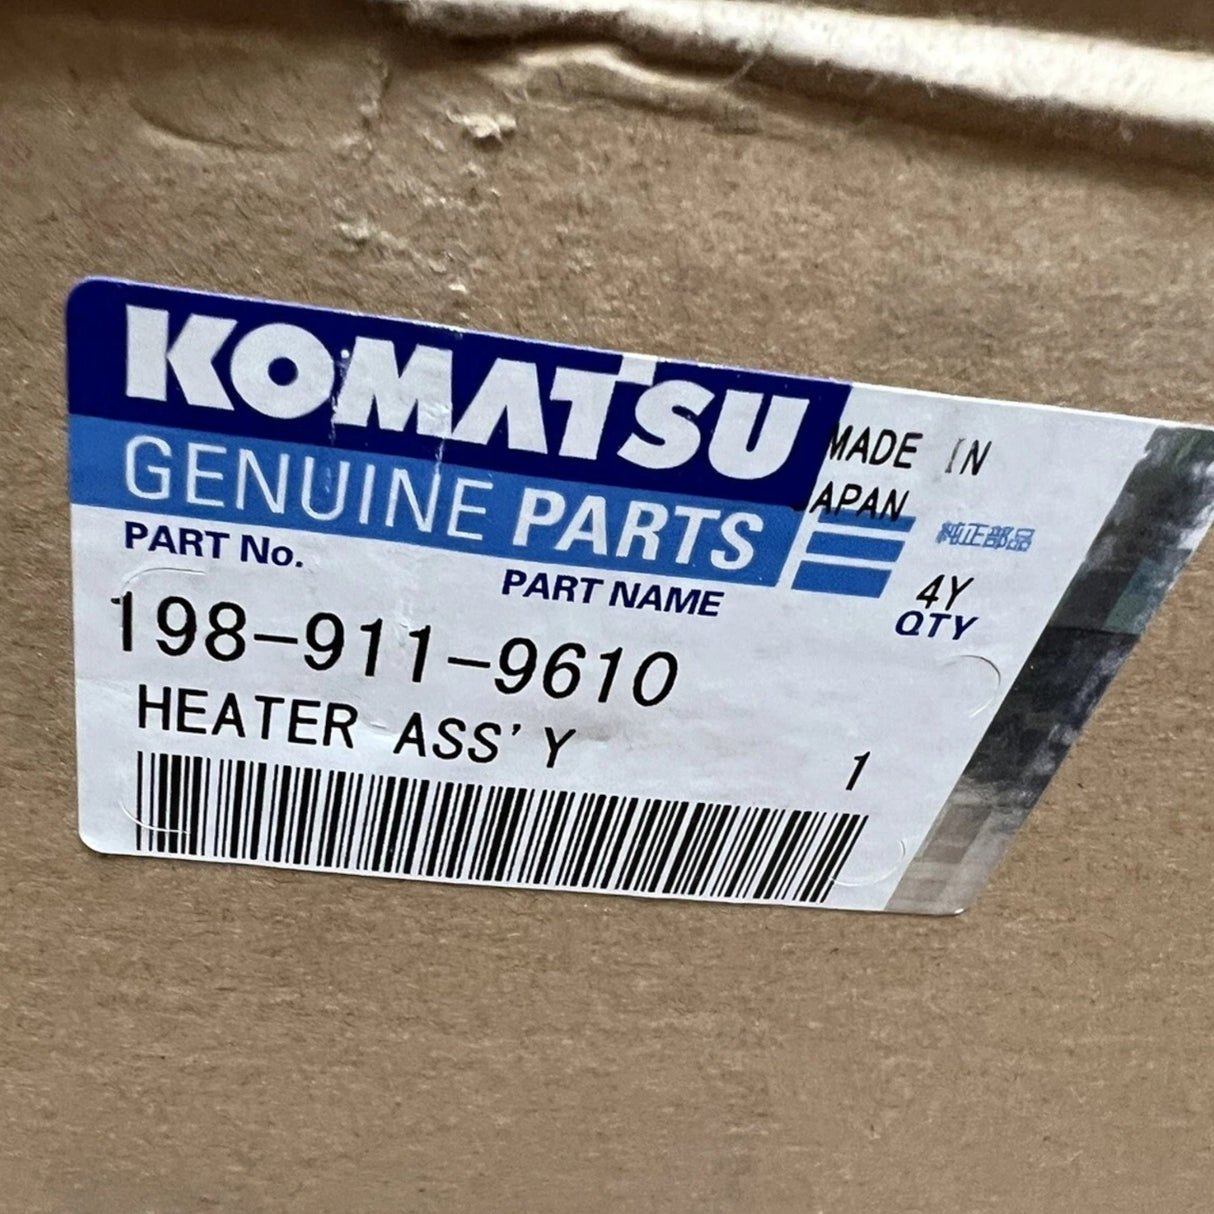 KOMATSU
GENUINE PARTS
MADE IN
JAPAN
純正部品
PART No.
PART NAME
4Y
QTY
198-911-9610
HEATER ASS'Y
1